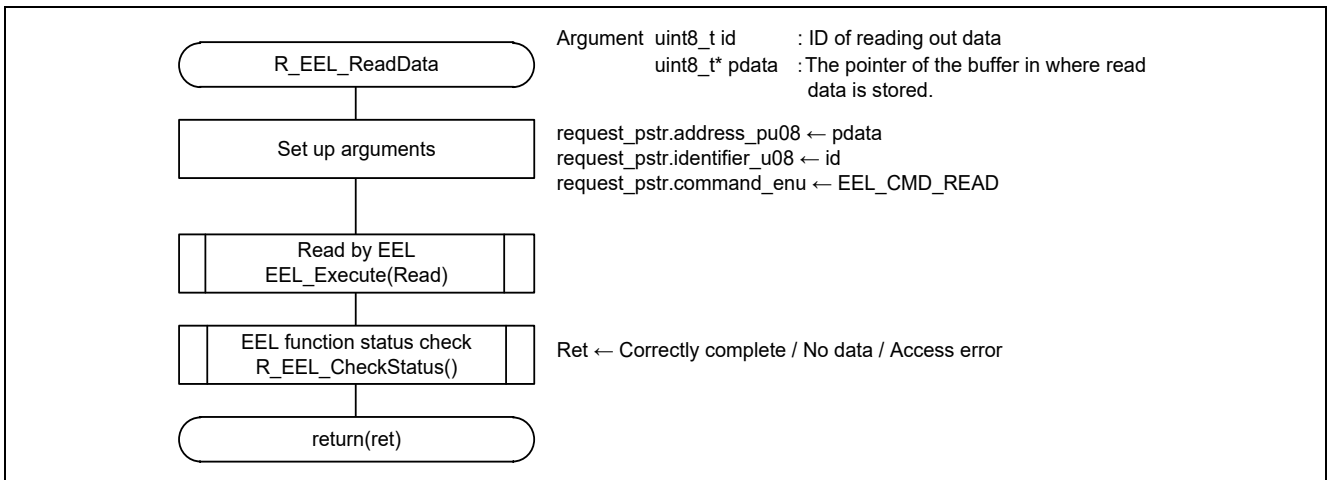 R_EEL_ReadData
Argument uint8_t id : ID of reading out data
uint8_t* pdata : The pointer of the buffer in where read
data is stored.
Set up arguments
request_pstr.address_pu08 ← pdata
request_pstr.identifier_u08 ← id
request_pstr.command_enu ← EEL_CMD_READ
Read by EEL
EEL_Execute(Read)
EEL function status check
R_EEL_CheckStatus()
Ret ← Correctly complete / No data / Access error
return(ret)